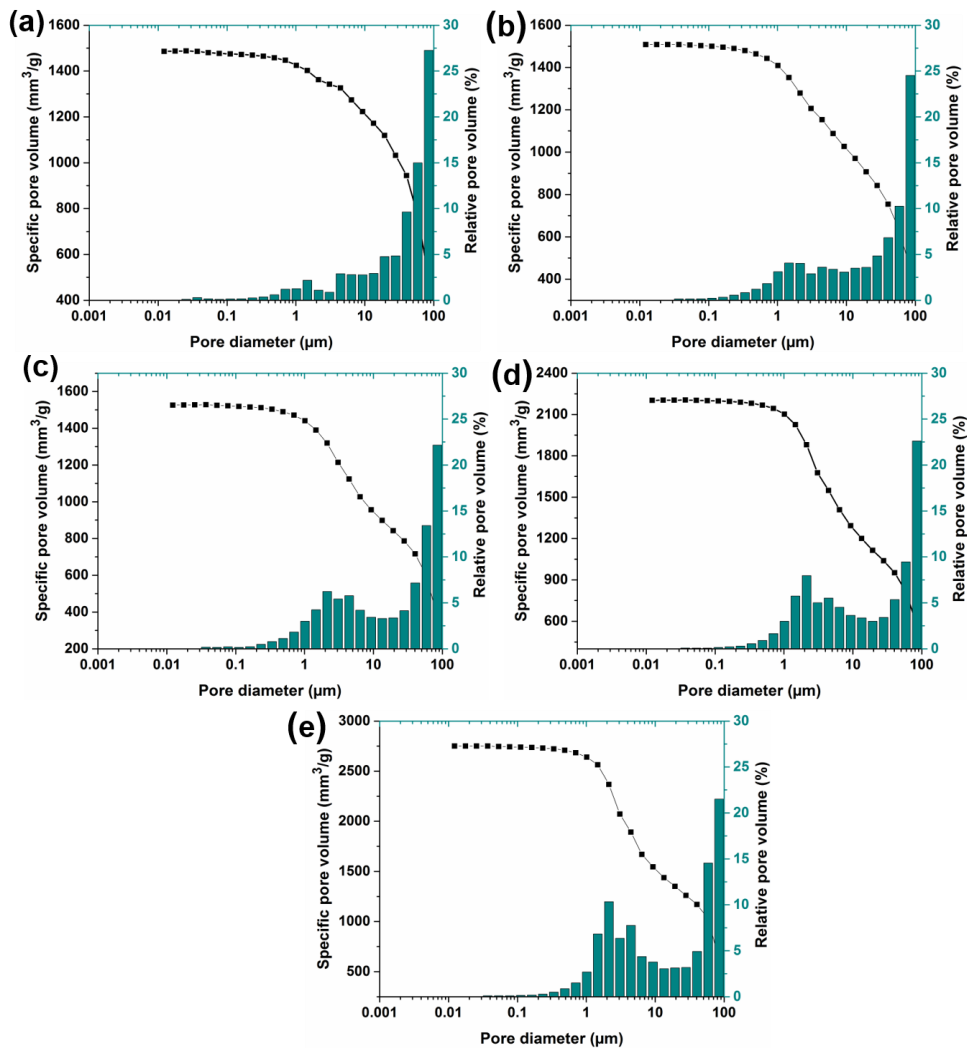 (a)
Specific pore volume (mm³/g)
1600
1400
1200
1000
800
600
400
0.001 0.01 0.1 1 10 100
Pore diameter (µm)
30
25
20
15
10
5
0
Relative pore volume (%)
(b)
Specific pore volume (mm³/g)
1600
1400
1200
1000
800
600
400
0.001 0.01 0.1 1 10 100
Pore diameter (µm)
30
25
20
15
10
5
0
Relative pore volume (%)
(c)
Specific pore volume (mm³/g)
1600
1400
1200
1000
800
600
400
200
0.001 0.01 0.1 1 10 100
Pore diameter (µm)
30
25
20
15
10
5
0
Relative pore volume (%)
(d)
Specific pore volume (mm³/g)
2400
2100
1800
1500
1200
900
600
0.001 0.01 0.1 1 10 100
Pore diameter (µm)
30
25
20
15
10
5
0
Relative pore volume (%)
(e)
Specific pore volume (mm³/g)
3000
2500
2000
1500
1000
500
0.001 0.01 0.1 1 10 100
Pore diameter (µm)
30
25
20
15
10
5
0
Relative pore volume (%)